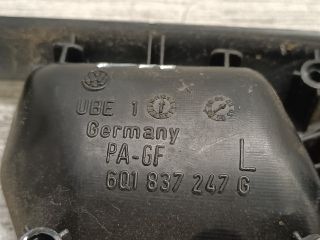 UBE 1
Germany
PA-GF
L
6Q1 837 247 G